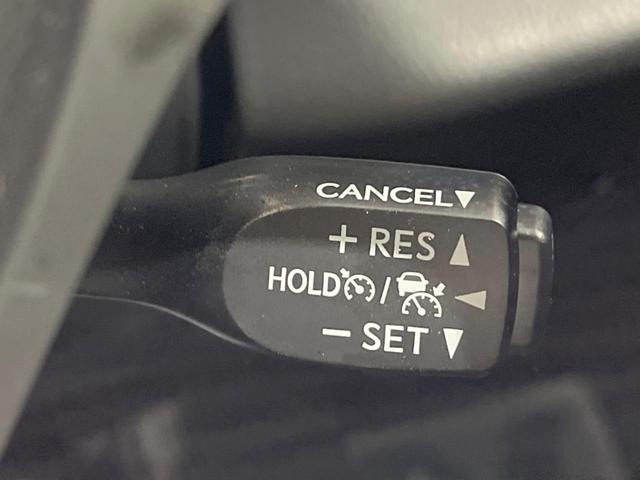 CANCEL▼
+ RES ▲
HOLD / ◀
− SET ▼